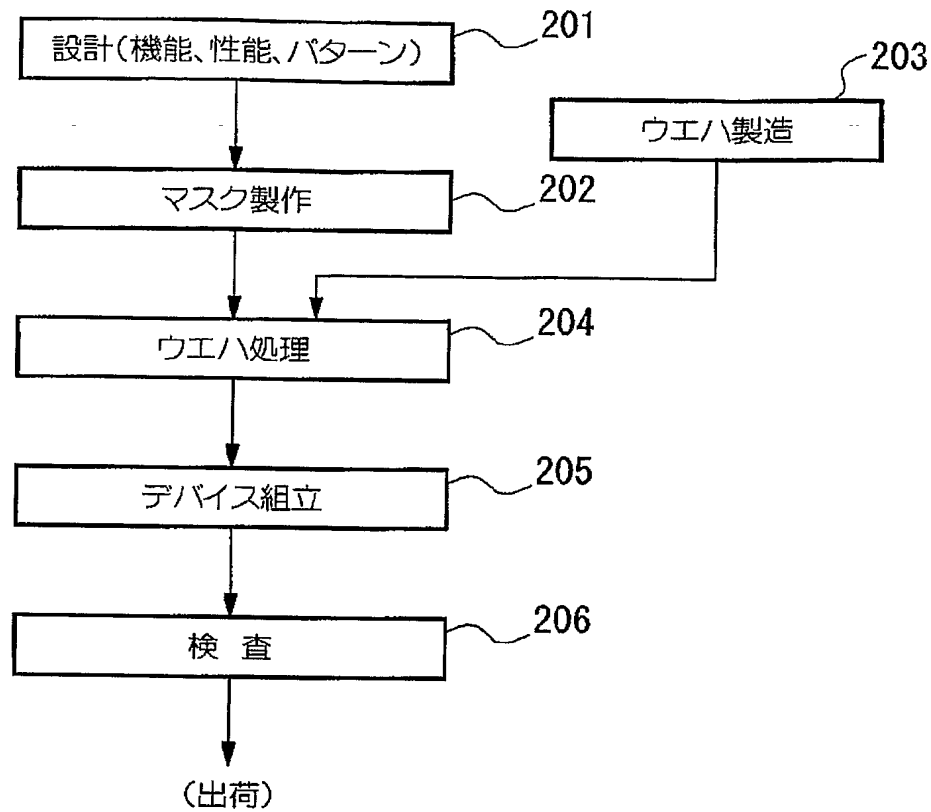 設計(機能、性能、パターン)
201
203
ウエハ製造
マスク製作
202
ウエハ処理
204
デバイス組立
205
検 査
206
(出荷)